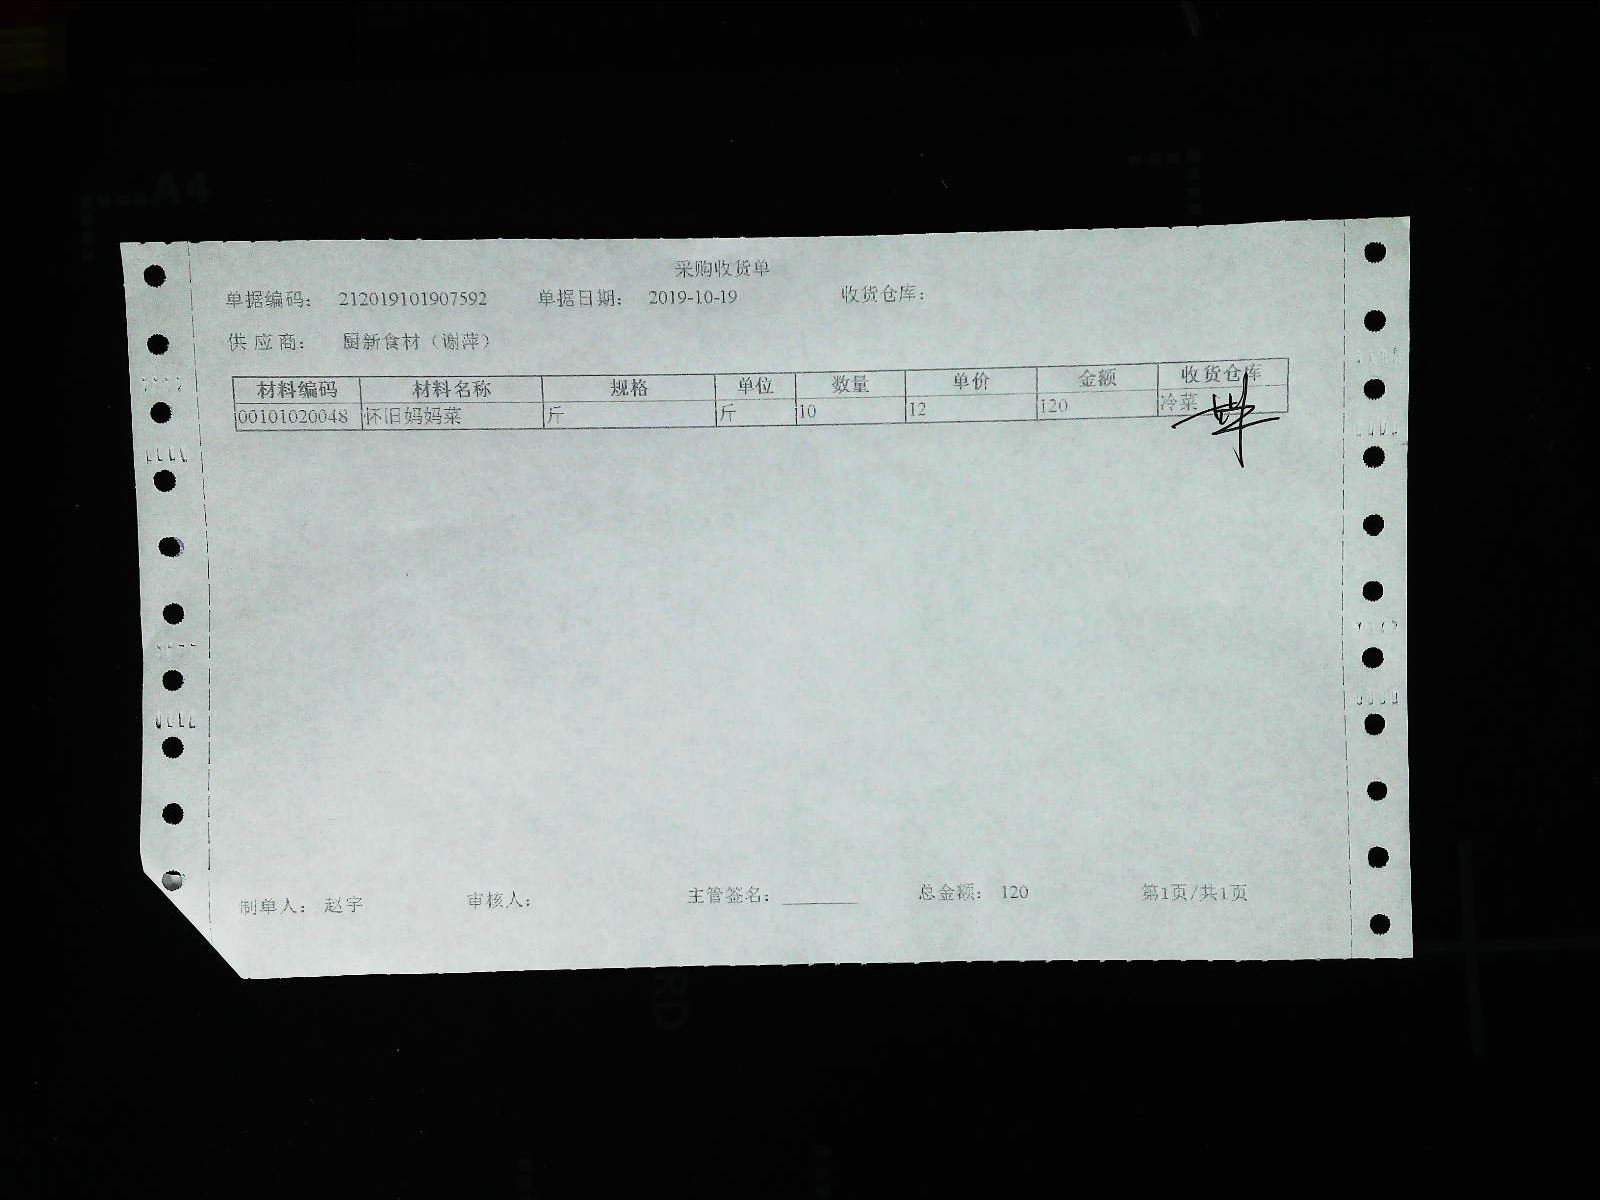 采购收货单
单据编码： 212019101907592 单据日期： 2019-10-19 收货仓库：
供应商： 厨新食材（谢萍）
材料编码 材料名称 规格 单位 数量 单价 金额 收货仓库
00101020048 怀旧妈妈菜 斤 斤 10 12 120 冷菜
制单人： 赵宇 审核人： 主管签名：_______ 总金额： 120 第1页/共1页
A4
RD